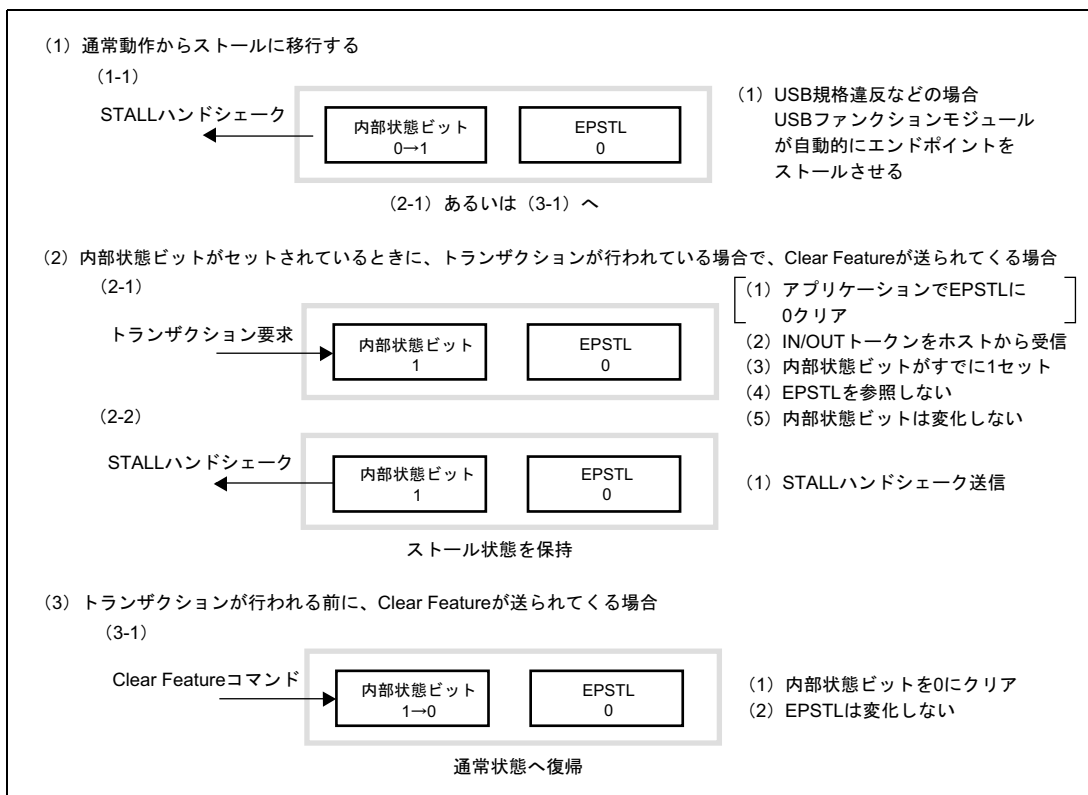 （1）通常動作からストールに移行する
（1-1）
STALLハンドシェーク
内部状態ビット
0→1
EPSTL
0
（1）USB規格違反などの場合
USBファンクションモジュール
が自動的にエンドポイントを
ストールさせる
（2-1）あるいは（3-1）へ
（2）内部状態ビットがセットされているときに、トランザクションが行われている場合で、Clear Featureが送られてくる場合
（2-1）
トランザクション要求
内部状態ビット
1
EPSTL
0
（1）アプリケーションでEPSTLに
0クリア
（2）IN/OUTトークンをホストから受信
（3）内部状態ビットがすでに1セット
（4）EPSTLを参照しない
（5）内部状態ビットは変化しない
（2-2）
STALLハンドシェーク
内部状態ビット
1
EPSTL
0
（1）STALLハンドシェーク送信
ストール状態を保持
（3）トランザクションが行われる前に、Clear Featureが送られてくる場合
（3-1）
Clear Featureコマンド
内部状態ビット
1→0
EPSTL
0
（1）内部状態ビットを0にクリア
（2）EPSTLは変化しない
通常状態へ復帰